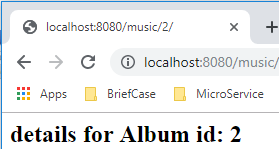 localhost:8080/music/2/
localhost:8080/music/
Apps BriefCase MicroService
details for Album id: 2